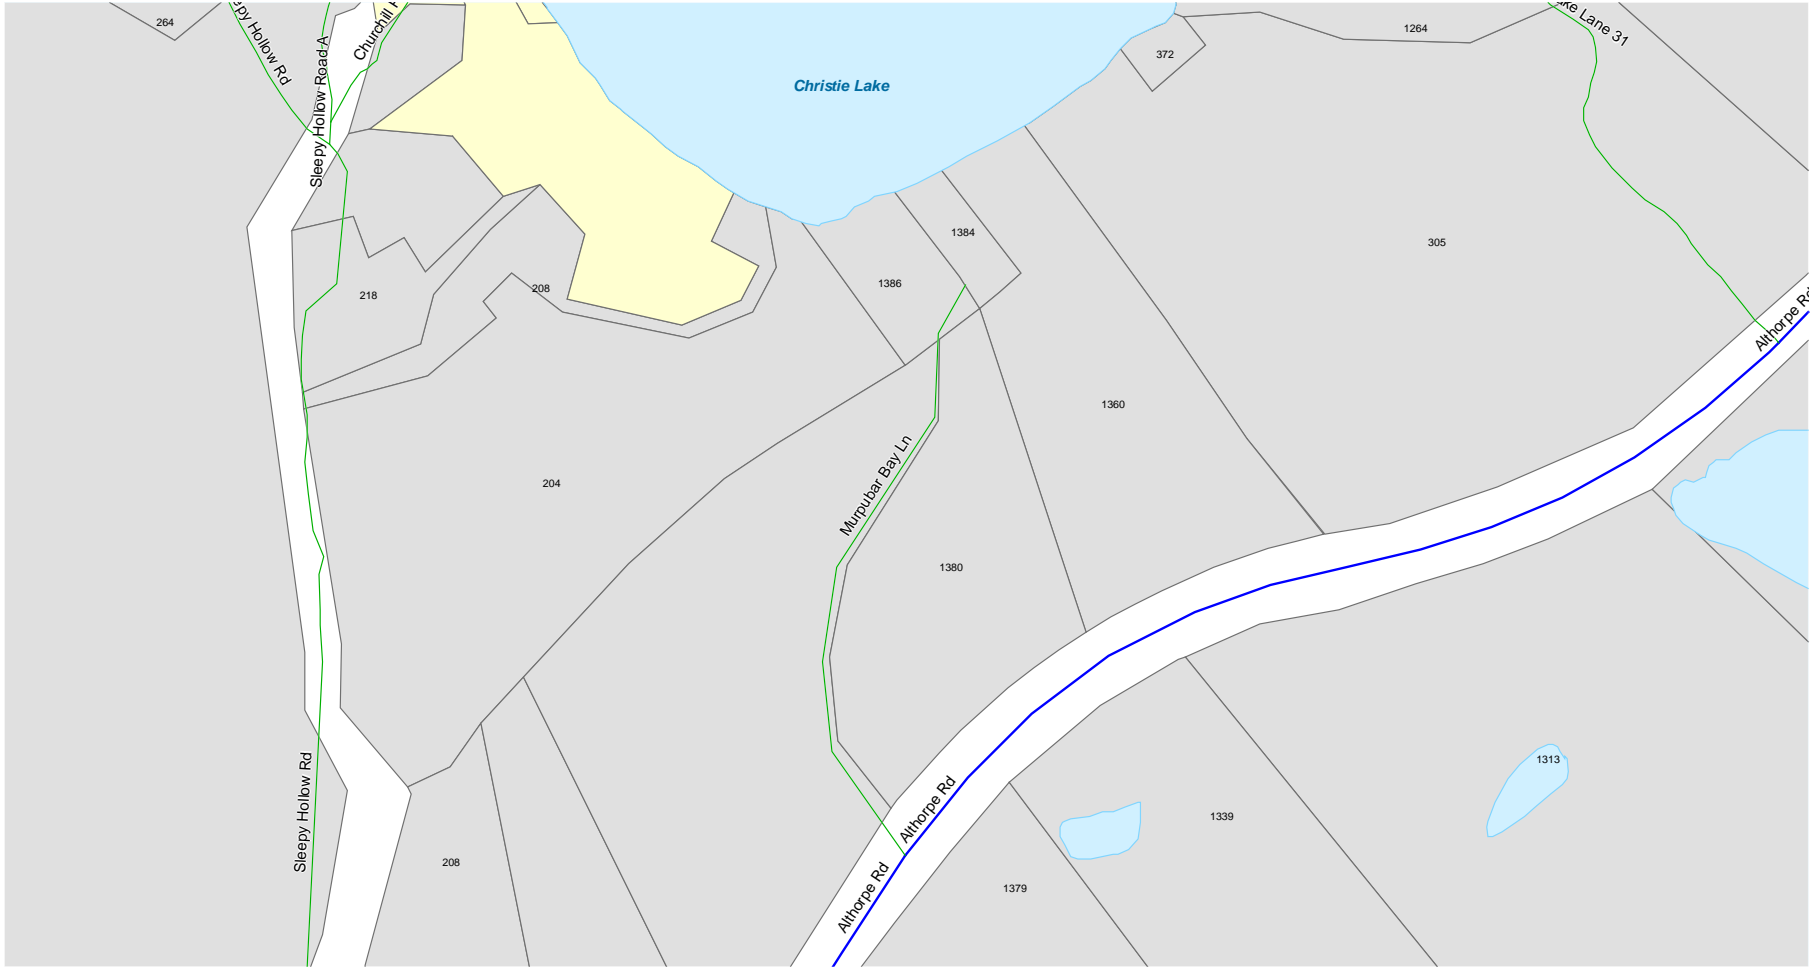 264
Hollow Rd
Sleepy Hollow Road A
Churchill
Christie Lake
372
1264
Lane 31
1384
305
1386
218
208
Althorpe Rd
1360
204
Murpubar Bay Ln
1380
1313
Sleepy Hollow Rd
Althorpe Rd
1339
208
Althorpe Rd
1379